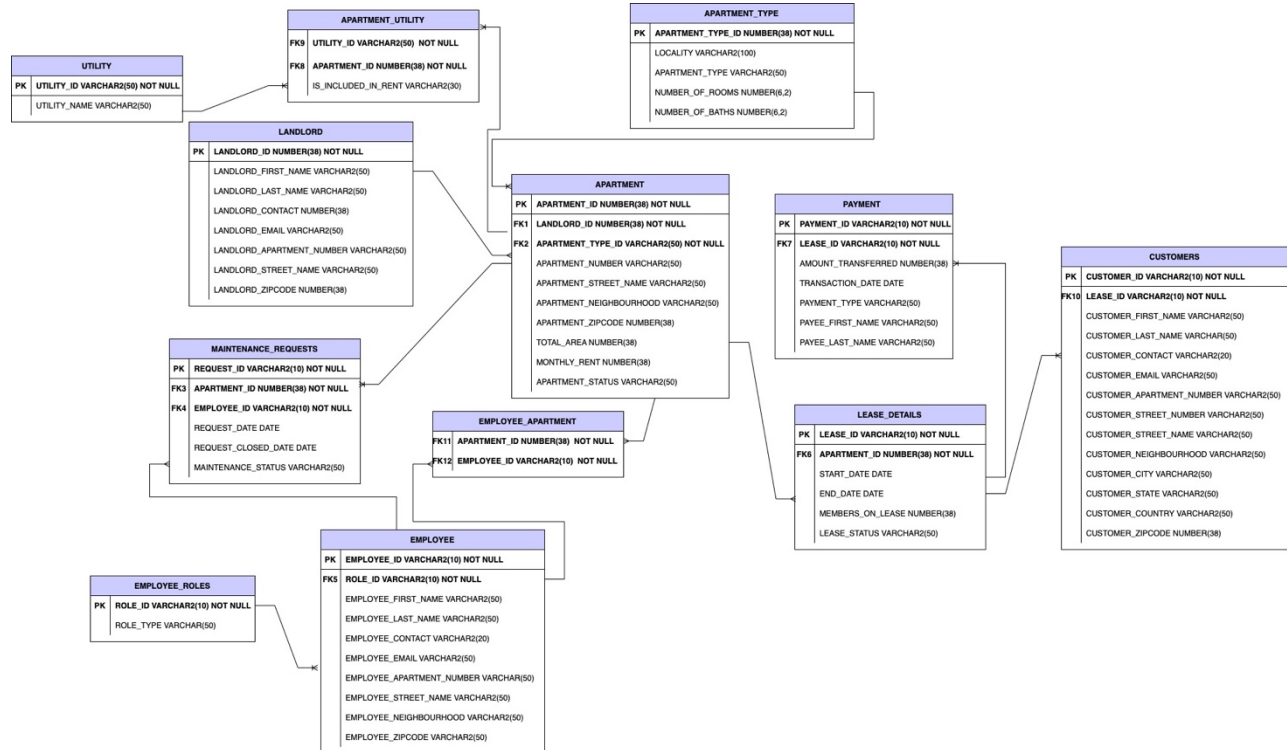 APARTMENT_UTILITY
FK9 UTILITY_ID VARCHAR2(50) NOT NULL
FK8 APARTMENT_ID NUMBER(38) NOT NULL
IS_INCLUDED_IN_RENT VARCHAR2(30)
APARTMENT_TYPE
PK APARTMENT_TYPE_ID NUMBER(38) NOT NULL
LOCALITY VARCHAR2(100)
APARTMENT_TYPE VARCHAR2(50)
NUMBER_OF_ROOMS NUMBER(6,2)
NUMBER_OF_BATHS NUMBER(6,2)
UTILITY
PK UTILITY_ID VARCHAR2(50) NOT NULL
UTILITY_NAME VARCHAR2(50)
LANDLORD
PK LANDLORD_ID NUMBER(38) NOT NULL
LANDLORD_FIRST_NAME VARCHAR2(50)
LANDLORD_LAST_NAME VARCHAR2(50)
LANDLORD_CONTACT NUMBER(38)
LANDLORD_EMAIL VARCHAR2(50)
LANDLORD_APARTMENT_NUMBER VARCHAR2(50)
LANDLORD_STREET_NAME VARCHAR2(50)
LANDLORD_ZIPCODE NUMBER(38)
APARTMENT
PK APARTMENT_ID NUMBER(38) NOT NULL
FK1 LANDLORD_ID NUMBER(38) NOT NULL
FK2 APARTMENT_TYPE_ID VARCHAR2(50) NOT NULL
APARTMENT_NUMBER VARCHAR2(50)
APARTMENT_STREET_NAME VARCHAR2(50)
APARTMENT_NEIGHBOURHOOD VARCHAR2(50)
APARTMENT_ZIPCODE NUMBER(38)
TOTAL_AREA NUMBER(38)
MONTHLY_RENT NUMBER(38)
APARTMENT_STATUS VARCHAR2(50)
PAYMENT
PK PAYMENT_ID VARCHAR2(10) NOT NULL
FK7 LEASE_ID VARCHAR2(10) NOT NULL
AMOUNT_TRANSFERRED NUMBER(38)
TRANSACTION_DATE DATE
PAYMENT_TYPE VARCHAR2(50)
PAYEE_FIRST_NAME VARCHAR2(50)
PAYEE_LAST_NAME VARCHAR2(50)
CUSTOMERS
PK CUSTOMER_ID VARCHAR2(10) NOT NULL
FK10 LEASE_ID VARCHAR2(10) NOT NULL
CUSTOMER_FIRST_NAME VARCHAR2(50)
CUSTOMER_LAST_NAME VARCHAR(50)
CUSTOMER_CONTACT VARCHAR2(20)
CUSTOMER_EMAIL VARCHAR2(50)
CUSTOMER_APARTMENT_NUMBER VARCHAR2(50)
CUSTOMER_STREET_NUMBER VARCHAR2(50)
CUSTOMER_STREET_NAME VARCHAR2(50)
CUSTOMER_NEIGHBOURHOOD VARCHAR2(50)
CUSTOMER_CITY VARCHAR2(50)
CUSTOMER_STATE VARCHAR2(50)
CUSTOMER_COUNTRY VARCHAR2(50)
CUSTOMER_ZIPCODE NUMBER(38)
MAINTENANCE_REQUESTS
PK REQUEST_ID VARCHAR2(10) NOT NULL
FK3 APARTMENT_ID NUMBER(38) NOT NULL
FK4 EMPLOYEE_ID VARCHAR2(10) NOT NULL
REQUEST_DATE DATE
REQUEST_CLOSED_DATE DATE
MAINTENANCE_STATUS VARCHAR2(50)
EMPLOYEE_APARTMENT
FK11 APARTMENT_ID NUMBER(38) NOT NULL
FK12 EMPLOYEE_ID VARCHAR2(10) NOT NULL
LEASE_DETAILS
PK LEASE_ID VARCHAR2(10) NOT NULL
FK6 APARTMENT_ID NUMBER(38) NOT NULL
START_DATE DATE
END_DATE DATE
MEMBERS_ON_LEASE NUMBER(38)
LEASE_STATUS VARCHAR2(50)
EMPLOYEE
PK EMPLOYEE_ID VARCHAR2(10) NOT NULL
FK5 ROLE_ID VARCHAR2(10) NOT NULL
EMPLOYEE_FIRST_NAME VARCHAR2(50)
EMPLOYEE_LAST_NAME VARCHAR2(50)
EMPLOYEE_CONTACT VARCHAR2(20)
EMPLOYEE_EMAIL VARCHAR2(50)
EMPLOYEE_APARTMENT_NUMBER VARCHAR(50)
EMPLOYEE_STREET_NAME VARCHAR2(50)
EMPLOYEE_NEIGHBOURHOOD VARCHAR2(50)
EMPLOYEE_ZIPCODE VARCHAR2(50)
EMPLOYEE_ROLES
PK ROLE_ID VARCHAR2(10) NOT NULL
ROLE_TYPE VARCHAR(50)